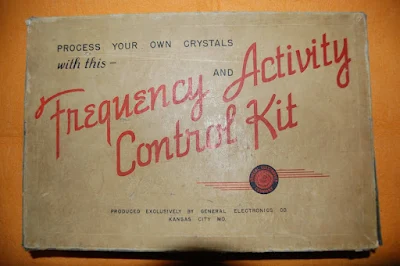 PROCESS YOUR OWN CRYSTALS
with this-
Frequency AND Activity
Control Kit
PRODUCED EXCLUSIVELY BY GENERAL ELECTRONICS CO.
KANSAS CITY MO.